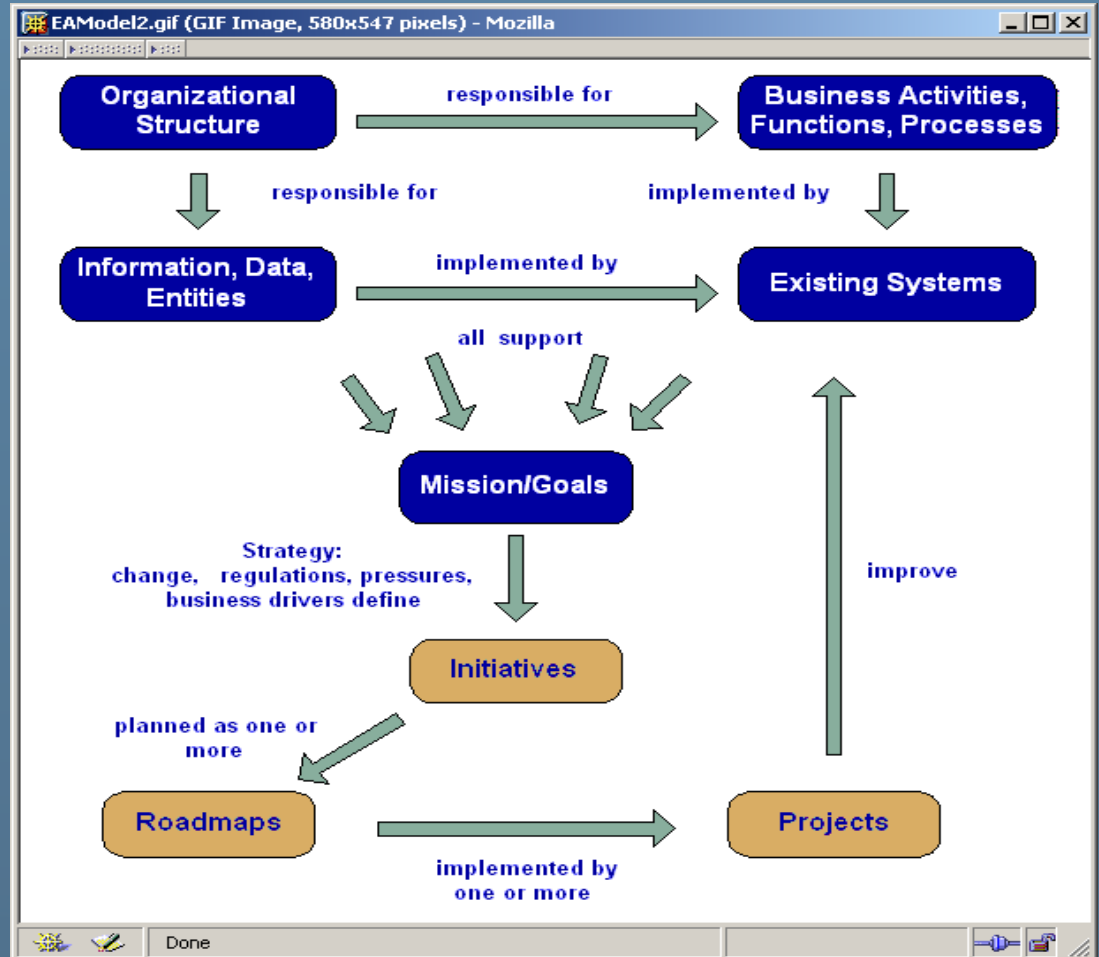 EAModel2.gif (GIF Image, 580x547 pixels) - Mozilla
Organizational
Structure
responsible for
Business Activities,
Functions, Processes
responsible for
implemented by
Information, Data,
Entities
implemented by
Existing Systems
all support
Mission/Goals
Strategy:
change, regulations, pressures,
business drivers define
improve
Initiatives
planned as one or
more
Roadmaps
Projects
implemented by
one or more
Done